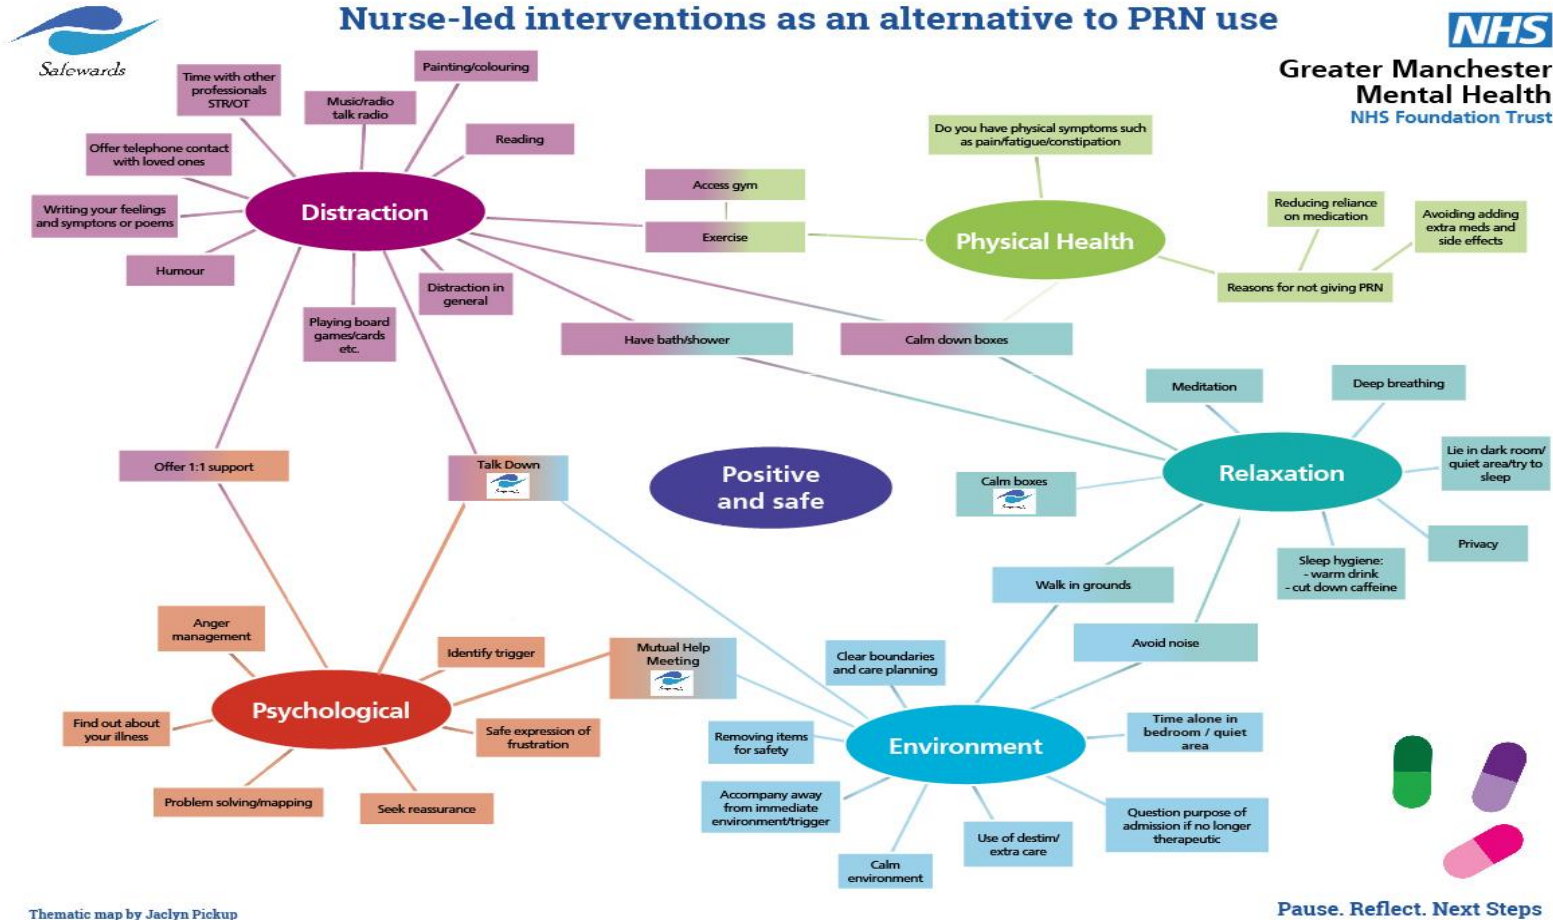 Nurse-led interventions as an alternative to PRN use
Safewards
NHS
Greater Manchester
Mental Health
NHS Foundation Trust
Time with other
professionals
STR/OT
Music/radio
talk radio
Painting/colouring
Reading
Offer telephone contact
with loved ones
Writing your feelings
and symptons or poems
Humour
Distraction
Playing board
games/cards
etc.
Distraction in
general
Access gym
Exercise
Do you have physical symptoms such
as pain/fatigue/constipation
Physical Health
Reducing reliance
on medication
Avoiding adding
extra meds and
side effects
Reasons for not giving PRN
Have bath/shower
Calm down boxes
Offer 1:1 support
Talk Down
Positive
and safe
Meditation
Deep breathing
Relaxation
Lie in dark room/
quiet area/try to
sleep
Calm boxes
Privacy
Sleep hygiene:
- warm drink
- cut down caffeine
Walk in grounds
Avoid noise
Anger
management
Identify trigger
Mutual Help
Meeting
Psychological
Find out about
your illness
Safe expression of
frustration
Problem solving/mapping
Seek reassurance
Clear boundaries
and care planning
Removing items
for safety
Environment
Time alone in
bedroom / quiet
area
Accompany away
from immediate
environment/trigger
Calm
environment
Use of destim/
extra care
Question purpose of
admission if no longer
therapeutic
Thematic map by Jaclyn Pickup
Pause. Reflect. Next Steps